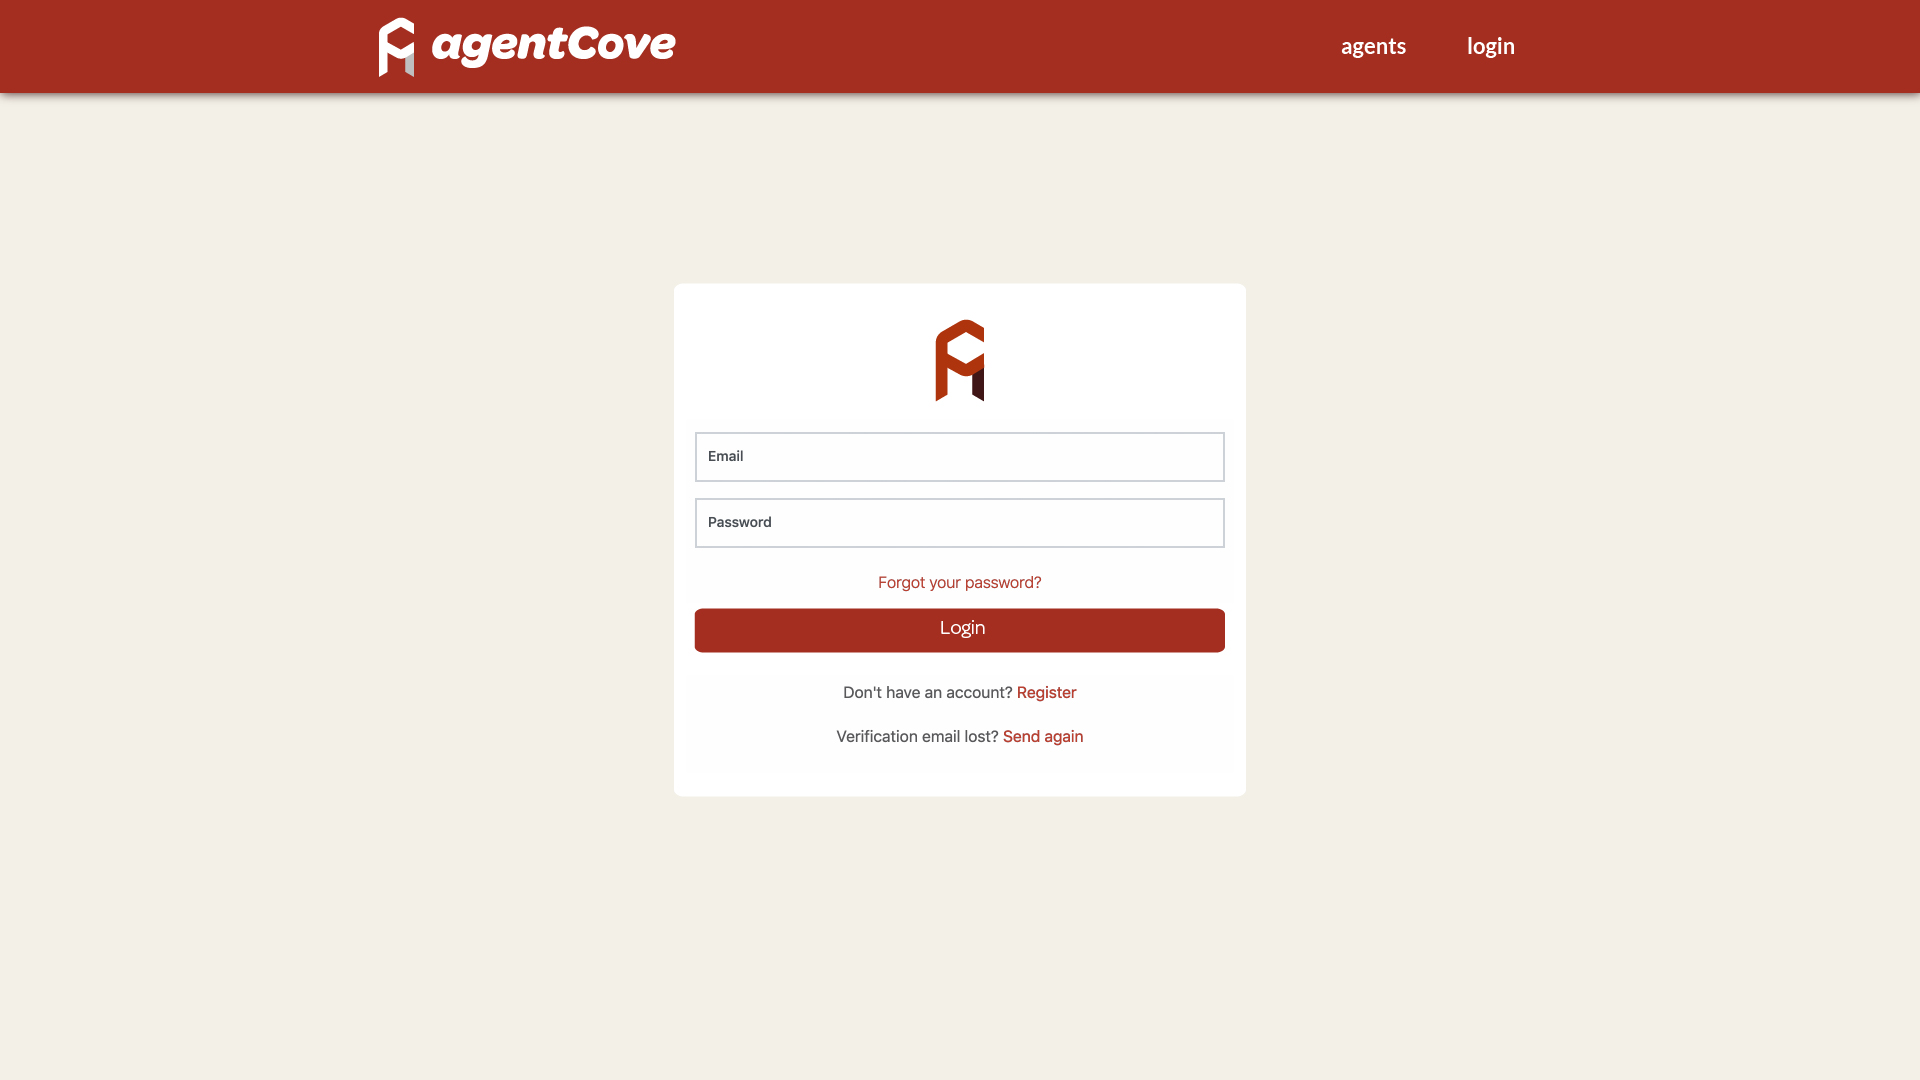 agentCove
agents
login
Email
Password
Forgot your password?
Login
Don't have an account? Register
Verification email lost? Send again